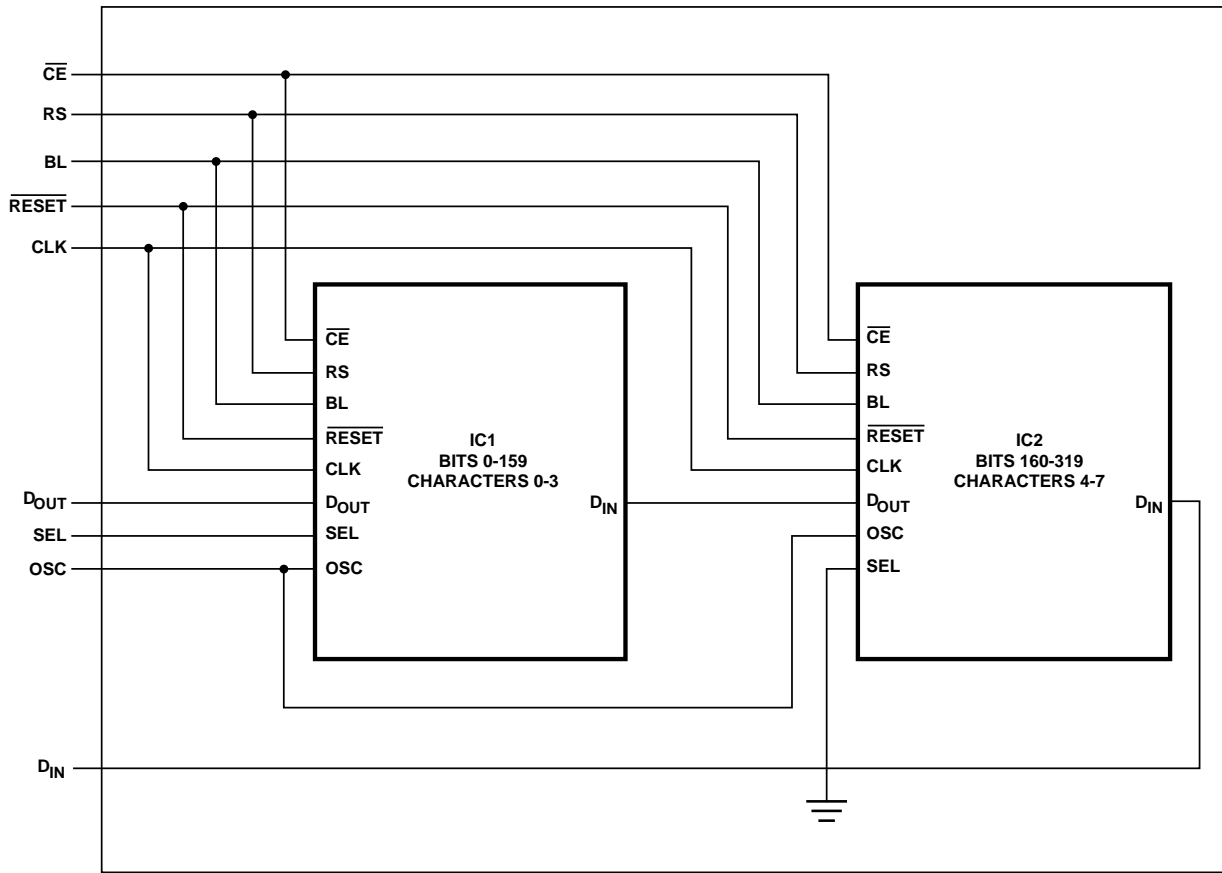 CE
RS
BL
RESET
CLK
DOUT
SEL
OSC
DIN
CE
RS
BL
RESET
CLK
DOUT
SEL
OSC
IC1
BITS 0-159
CHARACTERS 0-3
DIN
CE
RS
BL
RESET
CLK
DOUT
OSC
SEL
IC2
BITS 160-319
CHARACTERS 4-7
DIN